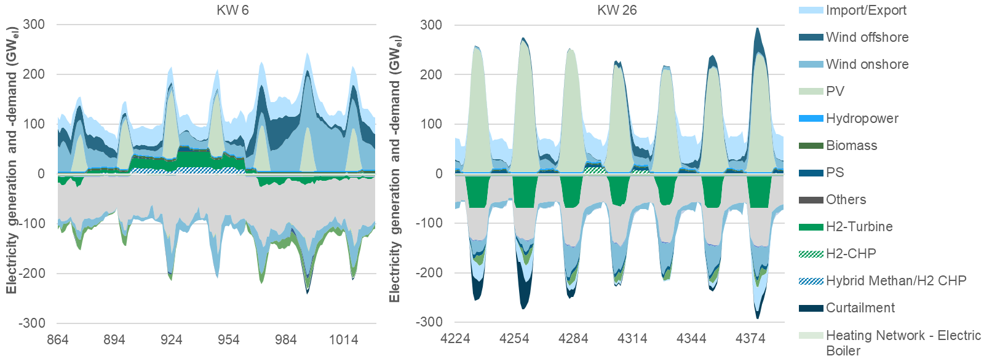 KW 6
KW 26
Electricity generation and -demand (GWel)
300
200
100
0
-100
-200
-300
864
894
924
954
984
1014
Electricity generation and -demand (GWel)
300
200
100
0
-100
-200
-300
4224
4254
4284
4314
4344
4374
Import/Export
Wind offshore
Wind onshore
PV
Hydropower
Biomass
PS
Others
H2-Turbine
H2-CHP
Hybrid Methan/H2 CHP
Curtailment
Heating Network - Electric
Boiler